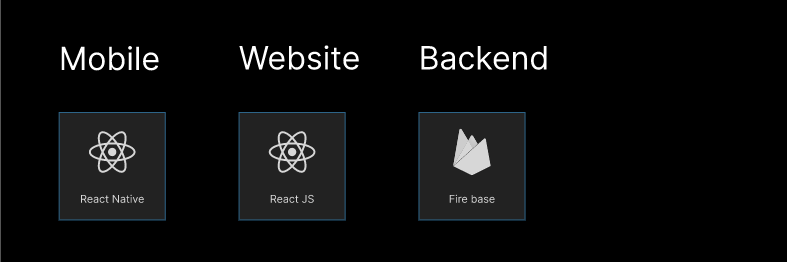 Mobile
Website
Backend
React Native
React JS
Fire base